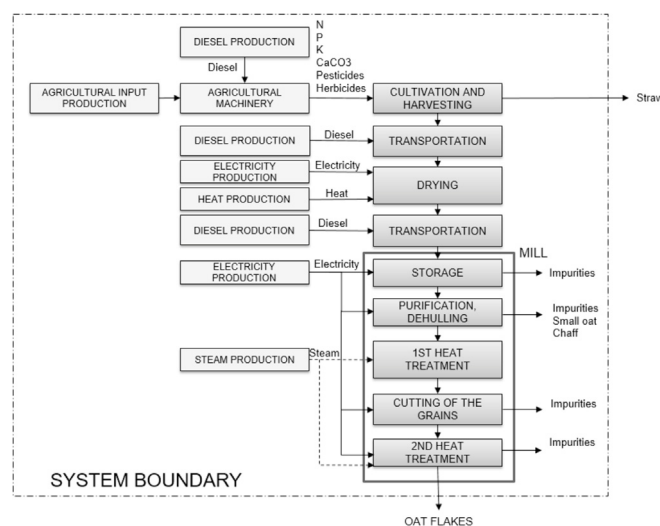 DIESEL PRODUCTION
N
P
K
CaCO3
Pesticides
Herbicides
Diesel
AGRICULTURAL INPUT
PRODUCTION
AGRICULTURAL
MACHINERY
CULTIVATION AND
HARVESTING
Straw
DIESEL PRODUCTION
Diesel
TRANSPORTATION
ELECTRICITY
PRODUCTION
Electricity
DRYING
HEAT PRODUCTION
Heat
DIESEL PRODUCTION
Diesel
TRANSPORTATION
MILL
ELECTRICITY
PRODUCTION
Electricity
STORAGE
Impurities
PURIFICATION,
DEHULLING
Impurities
Small oat
Chaff
STEAM PRODUCTION
Steam
1ST HEAT
TREATMENT
CUTTING OF THE
GRAINS
Impurities
2ND HEAT
TREATMENT
Impurities
SYSTEM BOUNDARY
OAT FLAKES